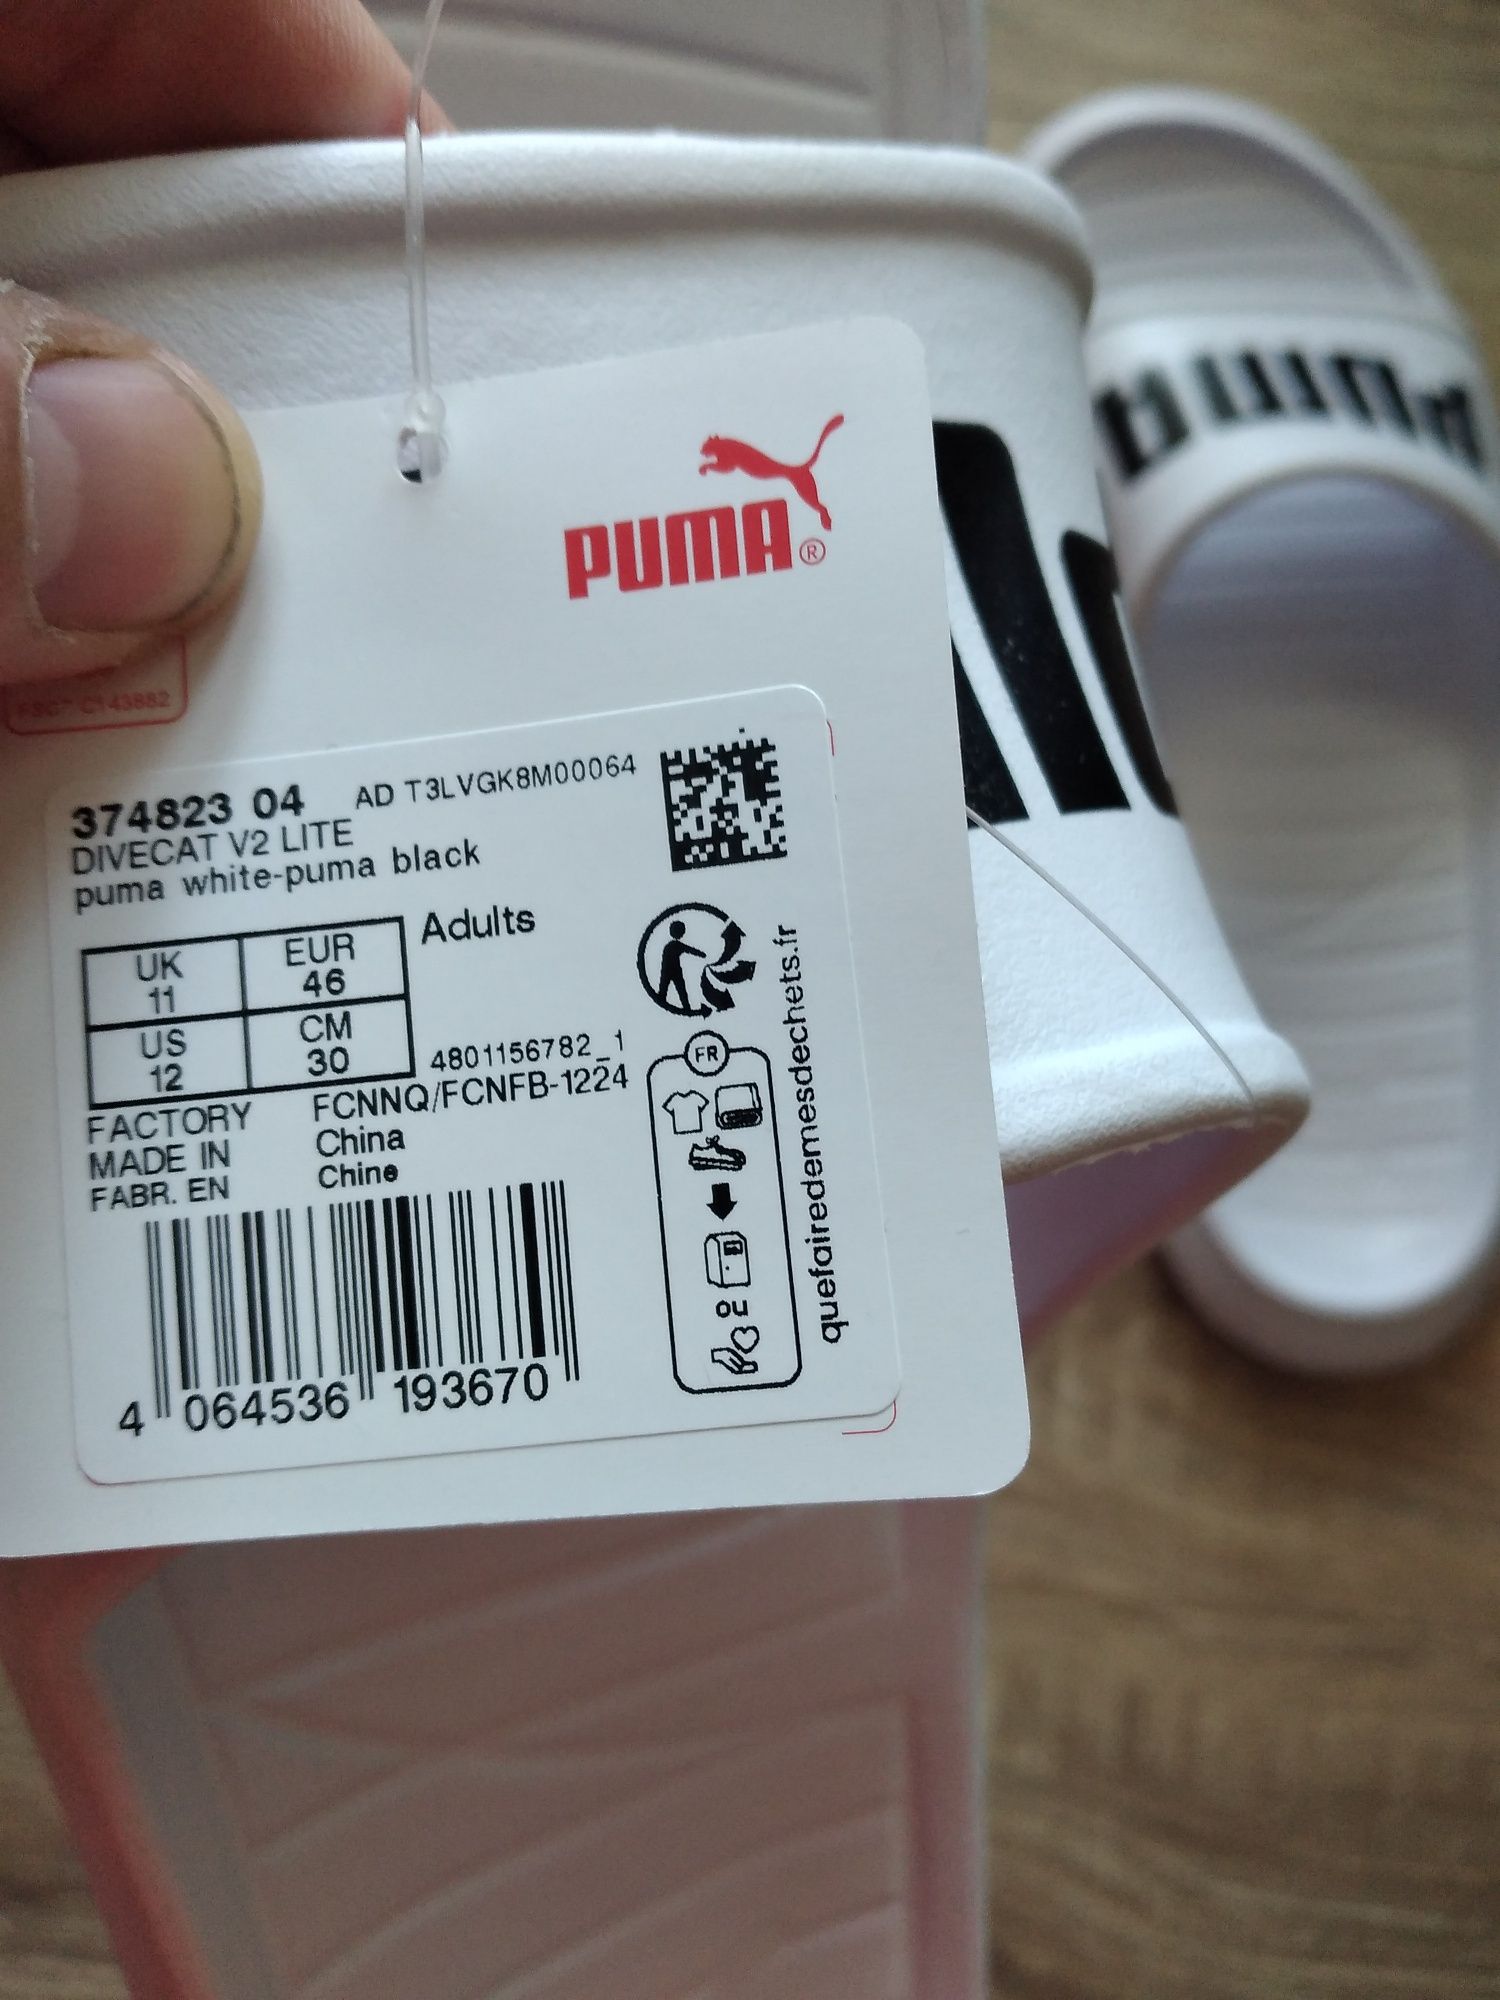 PUMA®
FSC® C143882
374823 04 AD T3LVGK8M00064
DIVECAT V2 LITE
puma white-puma black
Adults
UK EUR
11 46
US CM
12 30
4801156782_1
FACTORY FCNNQ/FCNFB-1224
MADE IN China
FABR. EN Chine
4 064536 193670
FR
quefairedemesdechets.fr
PUMA